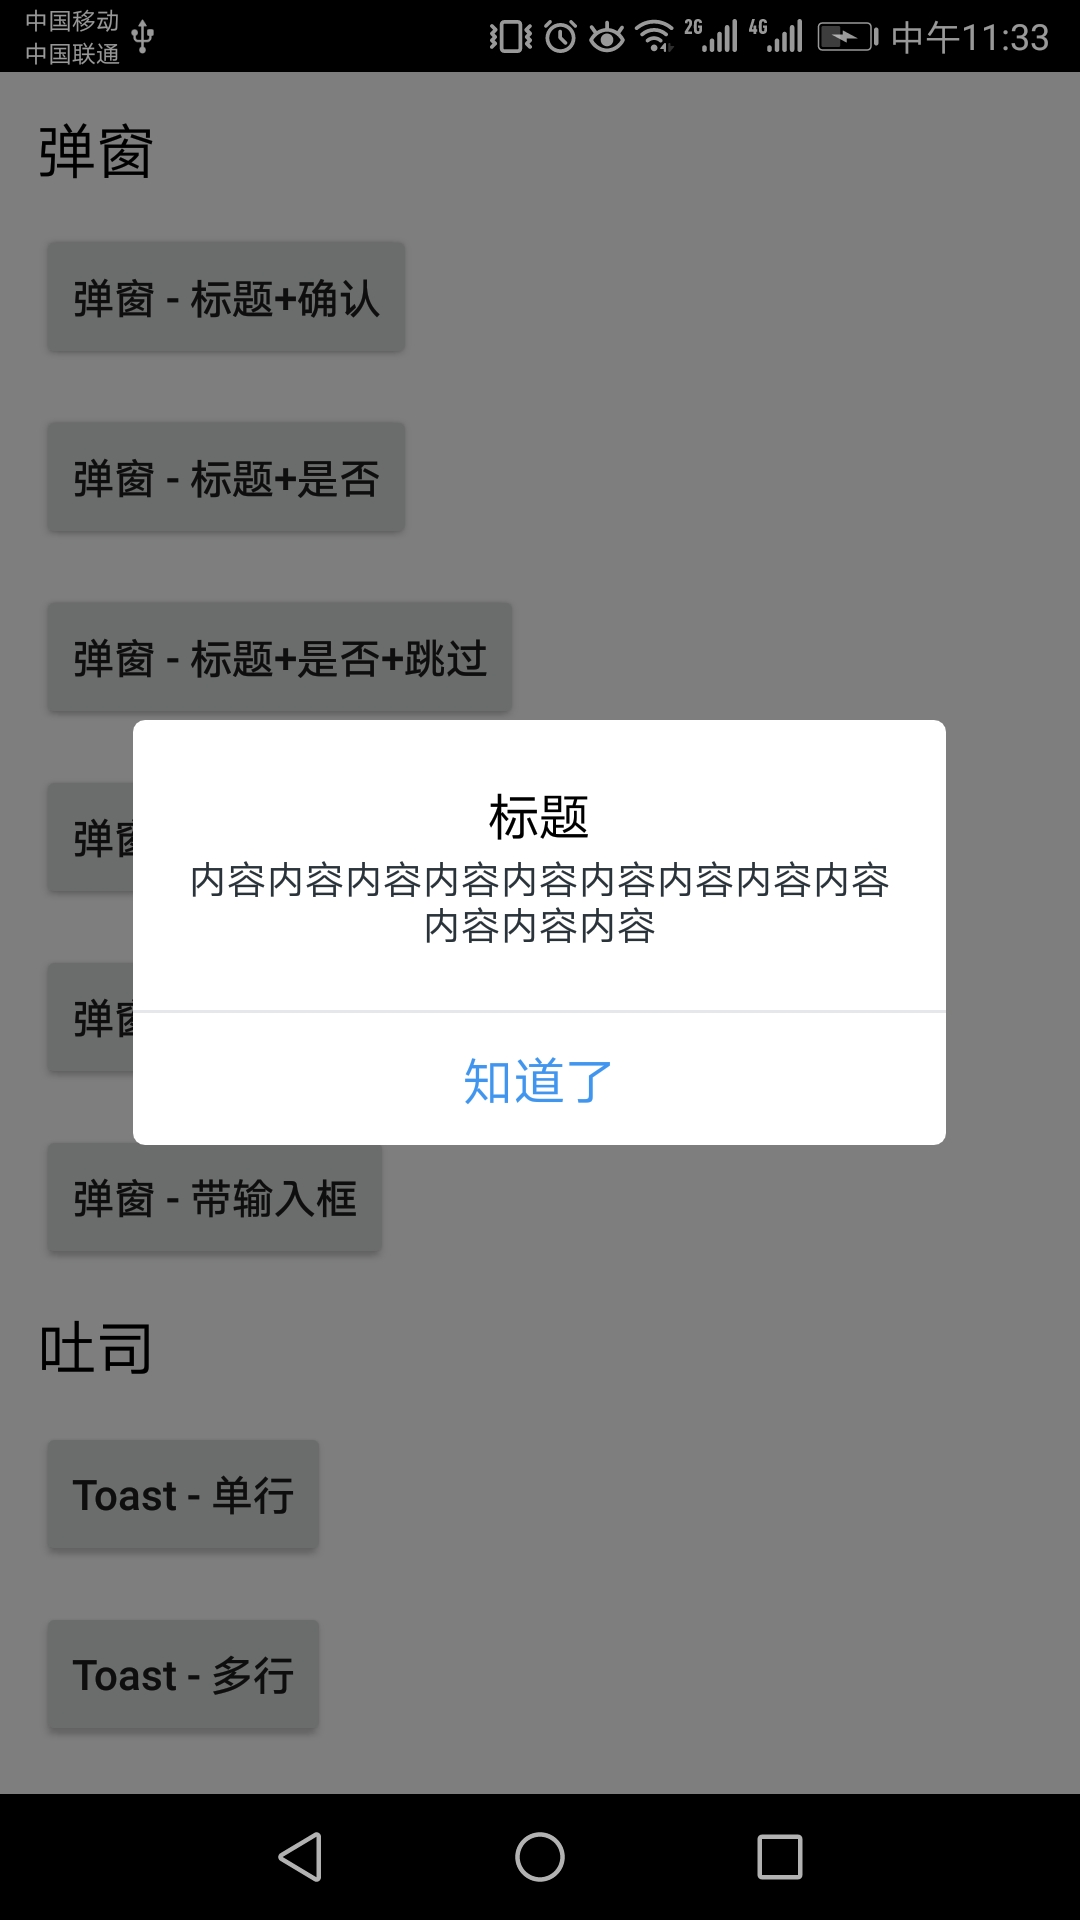 中国移动
中国联通
2G 4G 中午11:33
弹窗
弹窗 - 标题+确认
弹窗 - 标题+是否
弹窗 - 标题+是否+跳过
弹
标题
内容内容内容内容内容内容内容内容内容
内容内容内容
弹
知道了
弹窗 - 带输入框
吐司
Toast - 单行
Toast - 多行